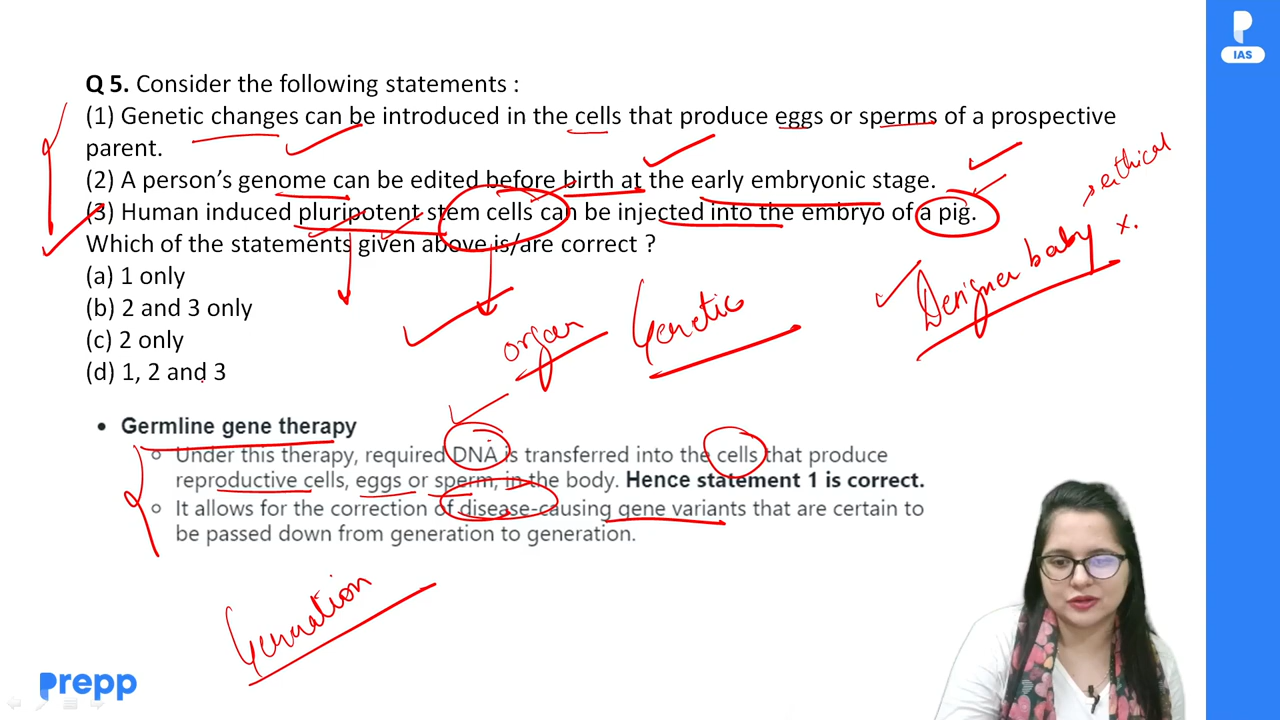 IAS
Q 5. Consider the following statements :
(1) Genetic changes can be introduced in the cells that produce eggs or sperms of a prospective
parent.
(2) A person's genome can be edited before birth at the early embryonic stage.
(3) Human induced pluripotent stem cells can be injected into the embryo of a pig.
Which of the statements given above is/are correct ?
(a) 1 only
(b) 2 and 3 only
(c) 2 only
(d) 1, 2 and 3
ethical
Designer baby
organ
Genetic
• Germline gene therapy
Under this therapy, required DNA is transferred into the cells that produce
reproductive cells, eggs or sperm, in the body. Hence statement 1 is correct.
It allows for the correction of disease-causing gene variants that are certain to
be passed down from generation to generation.
prepp